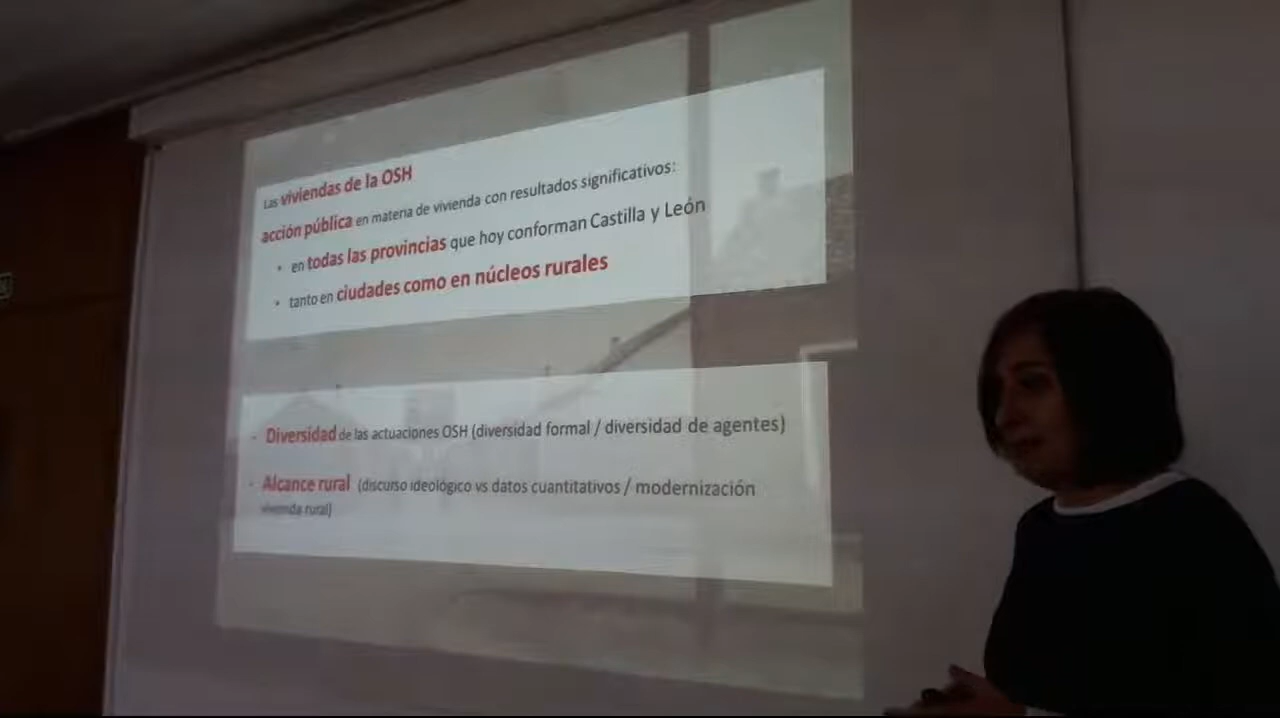 Las viviendas de la OSH
acción pública en materia de vivienda con resultados significativos:
• en todas las provincias que hoy conforman Castilla y León
• tanto en ciudades como en núcleos rurales
- Diversidad de las actuaciones OSH (diversidad formal / diversidad de agentes)
- Alcance rural (discurso ideológico vs datos cuantitativos / modernización
vivienda rural)